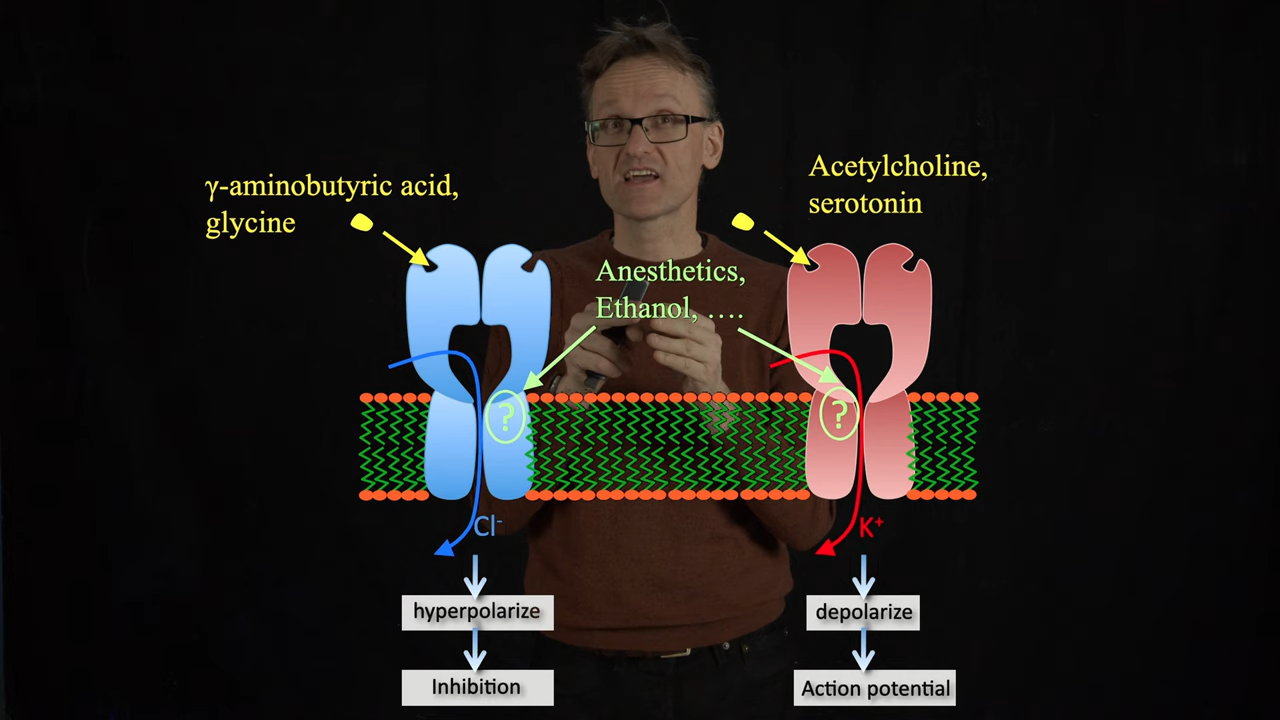 γ-aminobutyric acid,
glycine
Acetylcholine,
serotonin
Anesthetics,
Ethanol, ....
?
?
Cl⁻
K⁺
hyperpolarize
depolarize
Inhibition
Action potential